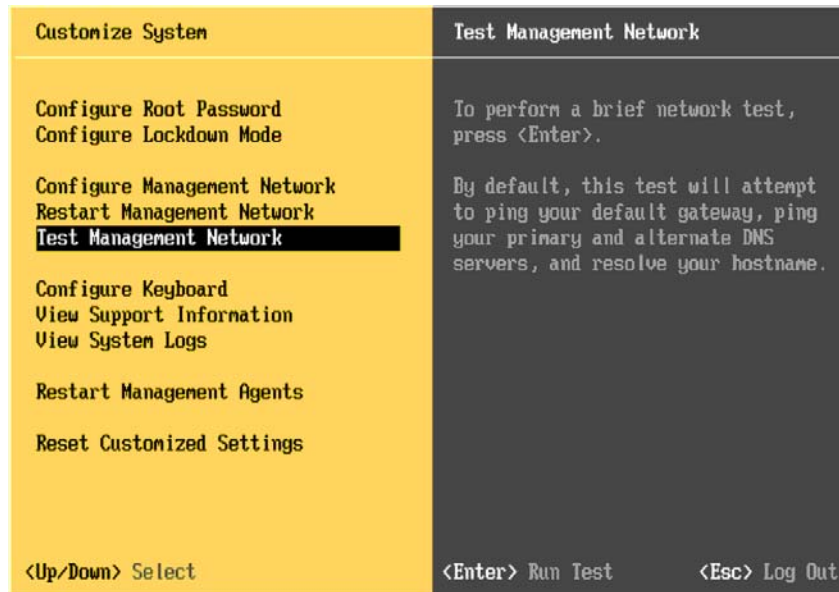 Customize System
Configure Root Password
Configure Lockdown Mode
Configure Management Network
Restart Management Network
Test Management Network
Configure Keyboard
View Support Information
View System Logs
Restart Management Agents
Reset Customized Settings
<Up/Down> Select
Test Management Network
To perform a brief network test,
press <Enter>.
By default, this test will attempt
to ping your default gateway, ping
your primary and alternate DNS
servers, and resolve your hostname.
<Enter> Run Test
<Esc> Log Out